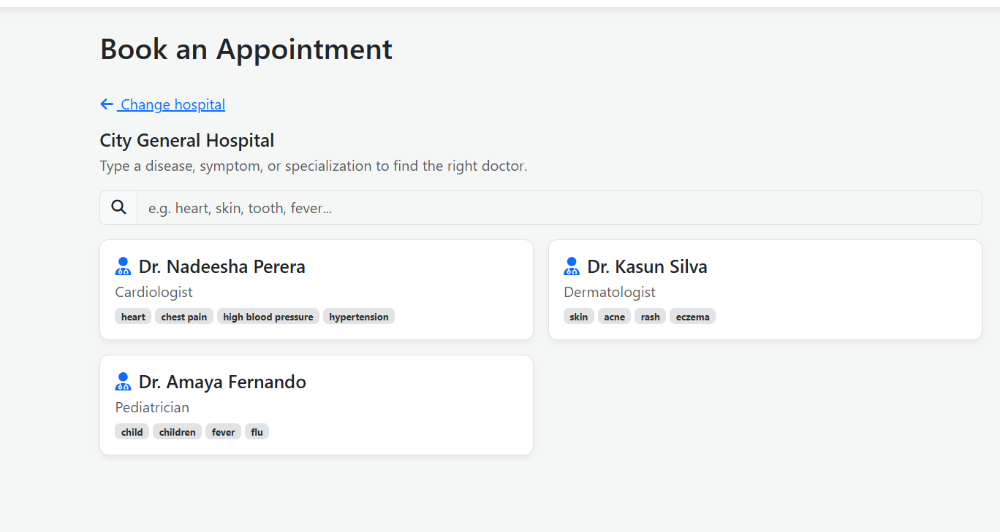 Book an Appointment
Change hospital
City General Hospital
Type a disease, symptom, or specialization to find the right doctor.
e.g. heart, skin, tooth, fever...
Dr. Nadeesha Perera
Cardiologist
heart chest pain high blood pressure hypertension
Dr. Kasun Silva
Dermatologist
skin acne rash eczema
Dr. Amaya Fernando
Pediatrician
child children fever flu